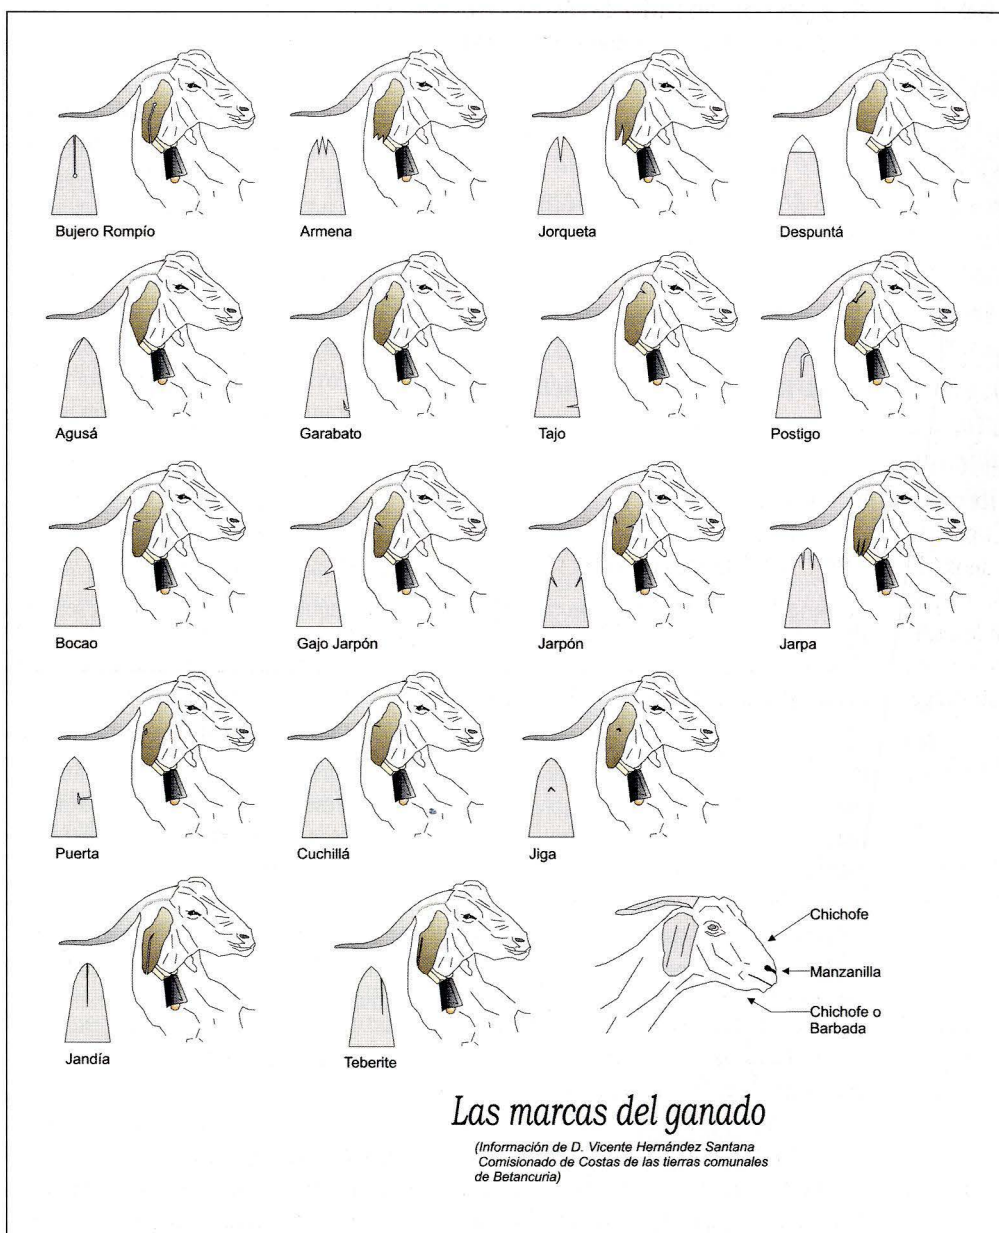 Bujero Rompío
Armena
Jorqueta
Despuntá
Agusá
Garabato
Tajo
Postigo
Bocao
Gajo Jarpón
Jarpón
Jarpa
Puerta
Cuchillá
Jiga
Jandía
Teberite
Chichofe
Manzanilla
Chichofe o
Barbada
Las marcas del ganado
(Información de D. Vicente Hernández Santana
Comisionado de Costas de las tierras comunales
de Betancuria)